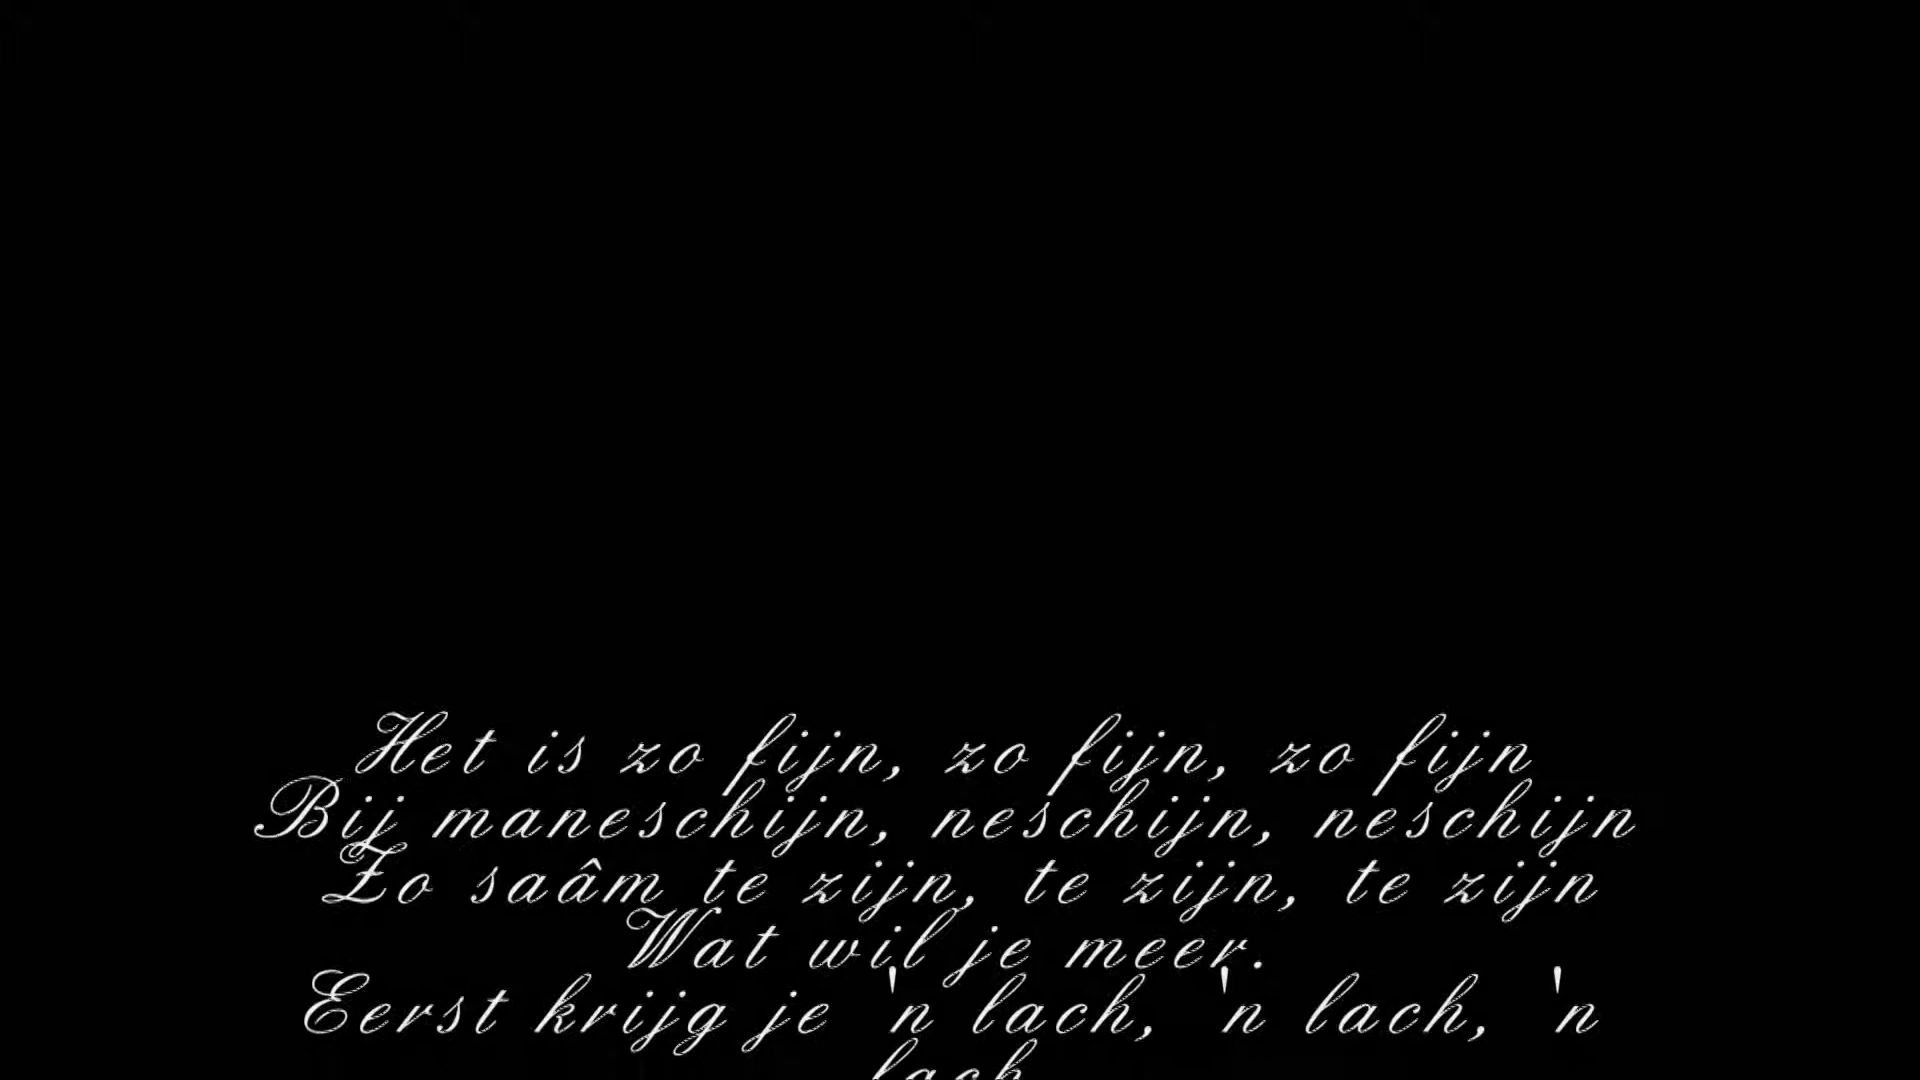 Het is zo fijn, zo fijn, zo fijn
Bij maneschijn, neschijn, neschijn
Zo saâm te zijn, te zijn, te zijn
Wat wil je meer.
Eerst krijg je 'n lach, 'n lach, 'n
lach